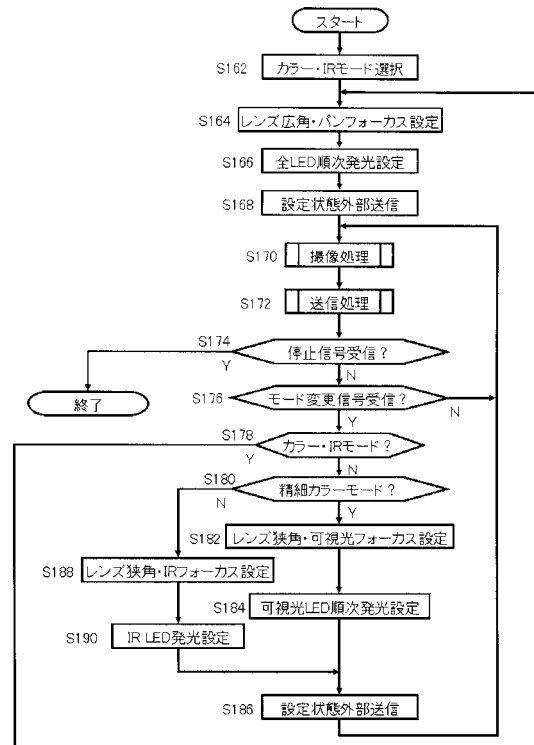 スタート
S162 カラー・IRモード選択
S164 レンズ広角・パンフォーカス設定
S166 全LED順次発光設定
S168 設定状態外部送信
S170 撮像処理
S172 送信処理
S174 停止信号受信？
Y
N
終了
S176 モード変更信号受信？
N
Y
S178 カラー・IRモード？
Y
N
S180 精細カラーモード？
N
Y
S182 レンズ狭角・可視光フォーカス設定
S188 レンズ狭角・IRフォーカス設定
S184 可視光LED順次発光設定
S190 IR LED発光設定
S186 設定状態外部送信